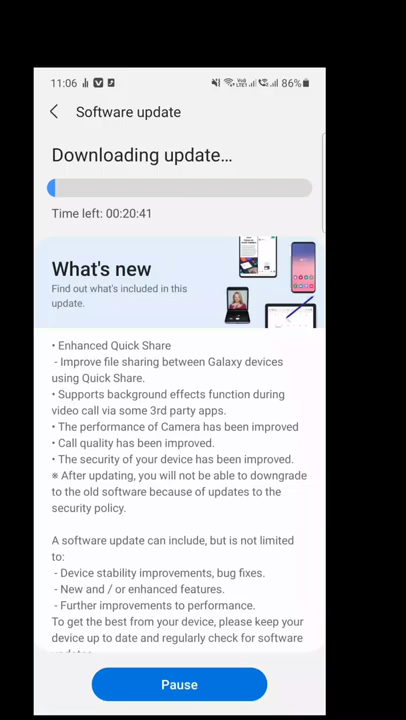 11:06
86%
Software update
Downloading update...
Time left: 00:20:41
What's new
Find out what's included in this
update.
• Enhanced Quick Share
- Improve file sharing between Galaxy devices
using Quick Share.
• Supports background effects function during
video call via some 3rd party apps.
• The performance of Camera has been improved
• Call quality has been improved.
• The security of your device has been improved.
※ After updating, you will not be able to downgrade
to the old software because of updates to the
security policy.
A software update can include, but is not limited
to:
- Device stability improvements, bug fixes.
- New and / or enhanced features.
- Further improvements to performance.
To get the best from your device, please keep your
device up to date and regularly check for software
Pause